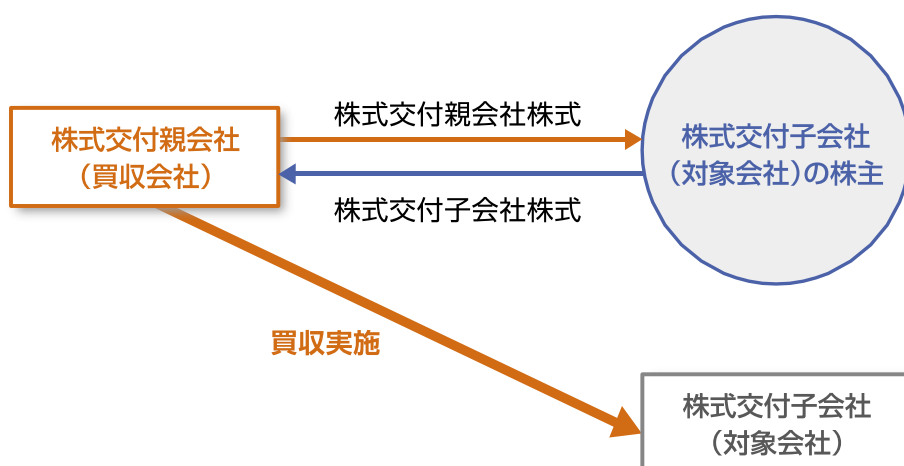 株式交付親会社
（買収会社）
株式交付親会社株式
株式交付子会社株式
株式交付子会社
（対象会社）の株主
買収実施
株式交付子会社
（対象会社）